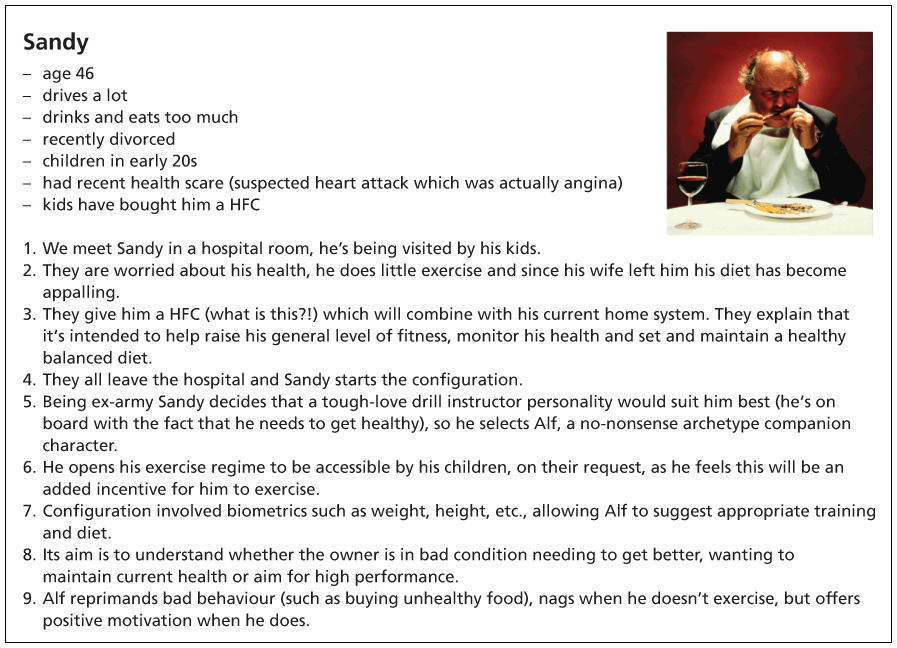 Sandy
– age 46
– drives a lot
– drinks and eats too much
– recently divorced
– children in early 20s
– had recent health scare (suspected heart attack which was actually angina)
– kids have bought him a HFC
1. We meet Sandy in a hospital room, he's being visited by his kids.
2. They are worried about his health, he does little exercise and since his wife left him his diet has become
appalling.
3. They give him a HFC (what is this?!) which will combine with his current home system. They explain that
it's intended to help raise his general level of fitness, monitor his health and set and maintain a healthy
balanced diet.
4. They all leave the hospital and Sandy starts the configuration.
5. Being ex-army Sandy decides that a tough-love drill instructor personality would suit him best (he's on
board with the fact that he needs to get healthy), so he selects Alf, a no-nonsense archetype companion
character.
6. He opens his exercise regime to be accessible by his children, on their request, as he feels this will be an
added incentive for him to exercise.
7. Configuration involved biometrics such as weight, height, etc., allowing Alf to suggest appropriate training
and diet.
8. Its aim is to understand whether the owner is in bad condition needing to get better, wanting to
maintain current health or aim for high performance.
9. Alf reprimands bad behaviour (such as buying unhealthy food), nags when he doesn't exercise, but offers
positive motivation when he does.